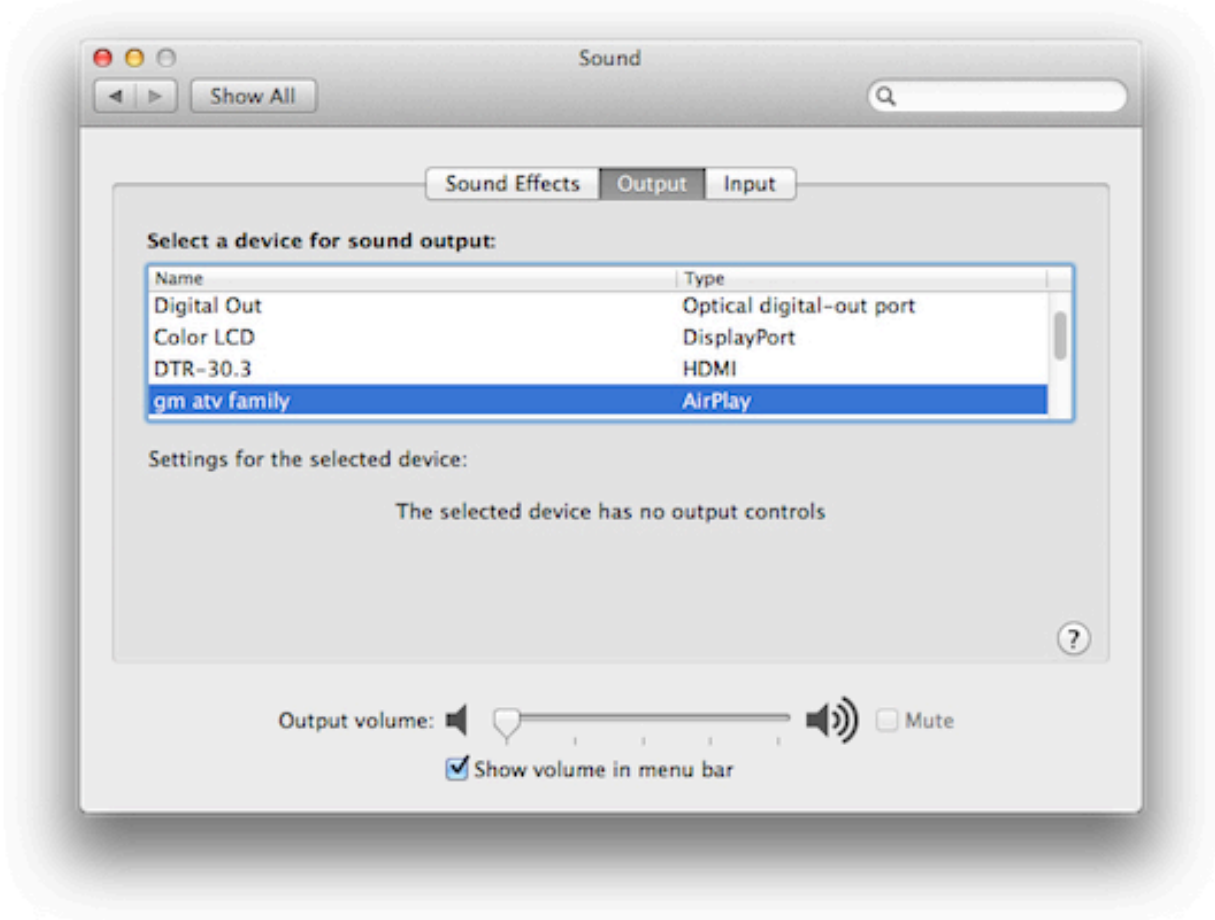 Sound
Show All
Sound Effects Output Input
Select a device for sound output:
Name Type
Digital Out Optical digital-out port
Color LCD DisplayPort
DTR-30.3 HDMI
gm atv family AirPlay
Settings for the selected device:
The selected device has no output controls
?
Output volume: Mute
Show volume in menu bar